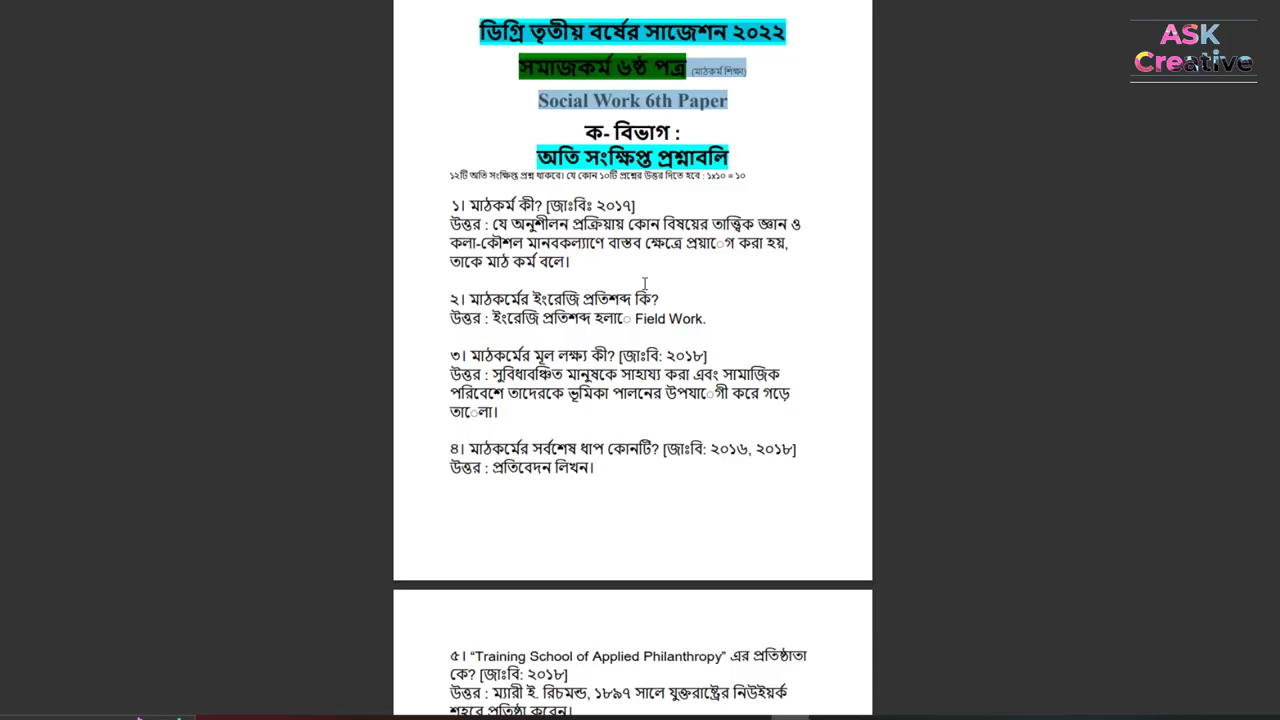 ডিগ্রি তৃতীয় বর্ষের সাজেশন ২০২২
সমাজকর্ম ৬ষ্ঠ পত্র (মাঠকর্ম শিক্ষা)
Social Work 6th Paper
ক- বিভাগ :
অতি সংক্ষিপ্ত প্রশ্নাবলি
১২টি অতি সংক্ষিপ্ত প্রশ্ন থাকবে। যে কোন ১০টি প্রশ্নের উত্তর দিতে হবে : ১x১০ = ১০
১। মাঠকর্ম কী? [জাঃবিঃ ২০১৭]
উত্তর : যে অনুশীলন প্রক্রিয়ায় কোন বিষয়ের তাত্ত্বিক জ্ঞান ও
কলা-কৌশল মানবকল্যাণে বাস্তব ক্ষেত্রে প্রয়ােগ করা হয়,
তাকে মাঠ কর্ম বলে।
২। মাঠকর্মের ইংরেজি প্রতিশব্দ কি?
উত্তর : ইংরেজি প্রতিশব্দ হলাে Field Work.
৩। মাঠকর্মের মূল লক্ষ্য কী? [জাঃবি: ২০১৮]
উত্তর : সুবিধাবঞ্চিত মানুষকে সাহায্য করা এবং সামাজিক
পরিবেশে তাদেরকে ভূমিকা পালনের উপযােগী করে গড়ে
তােলা।
৪। মাঠকর্মের সর্বশেষ ধাপ কোনটি? [জাঃবি: ২০১৬, ২০১৮]
উত্তর : প্রতিবেদন লিখন।
৫। “Training School of Applied Philanthropy” এর প্রতিষ্ঠাতা
কে? [জাঃবি: ২০১৮]
উত্তর : ম্যারী ই. রিচমন্ড, ১৮৯৭ সালে যুক্তরাষ্ট্রের নিউইয়র্ক
শহরে প্রতিষ্ঠা করেন।
ASK
Creative